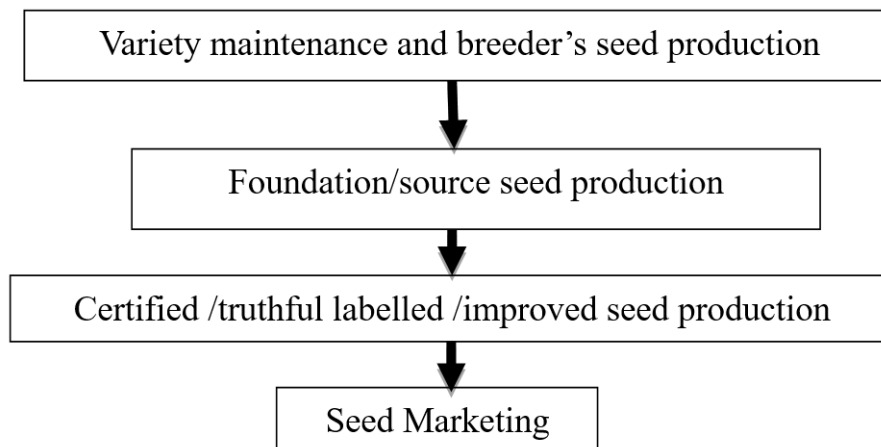 Variety maintenance and breeder’s seed production
Foundation/source seed production
Certified /truthful labelled /improved seed production
Seed Marketing